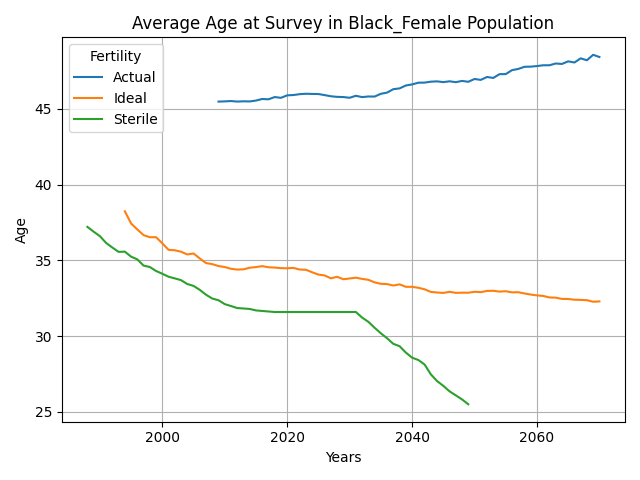 Average Age at Survey in Black_Female Population
Fertility
Actual
Ideal
Sterile
45
40
35
30
25
Age
2000
2020
2040
2060
Years